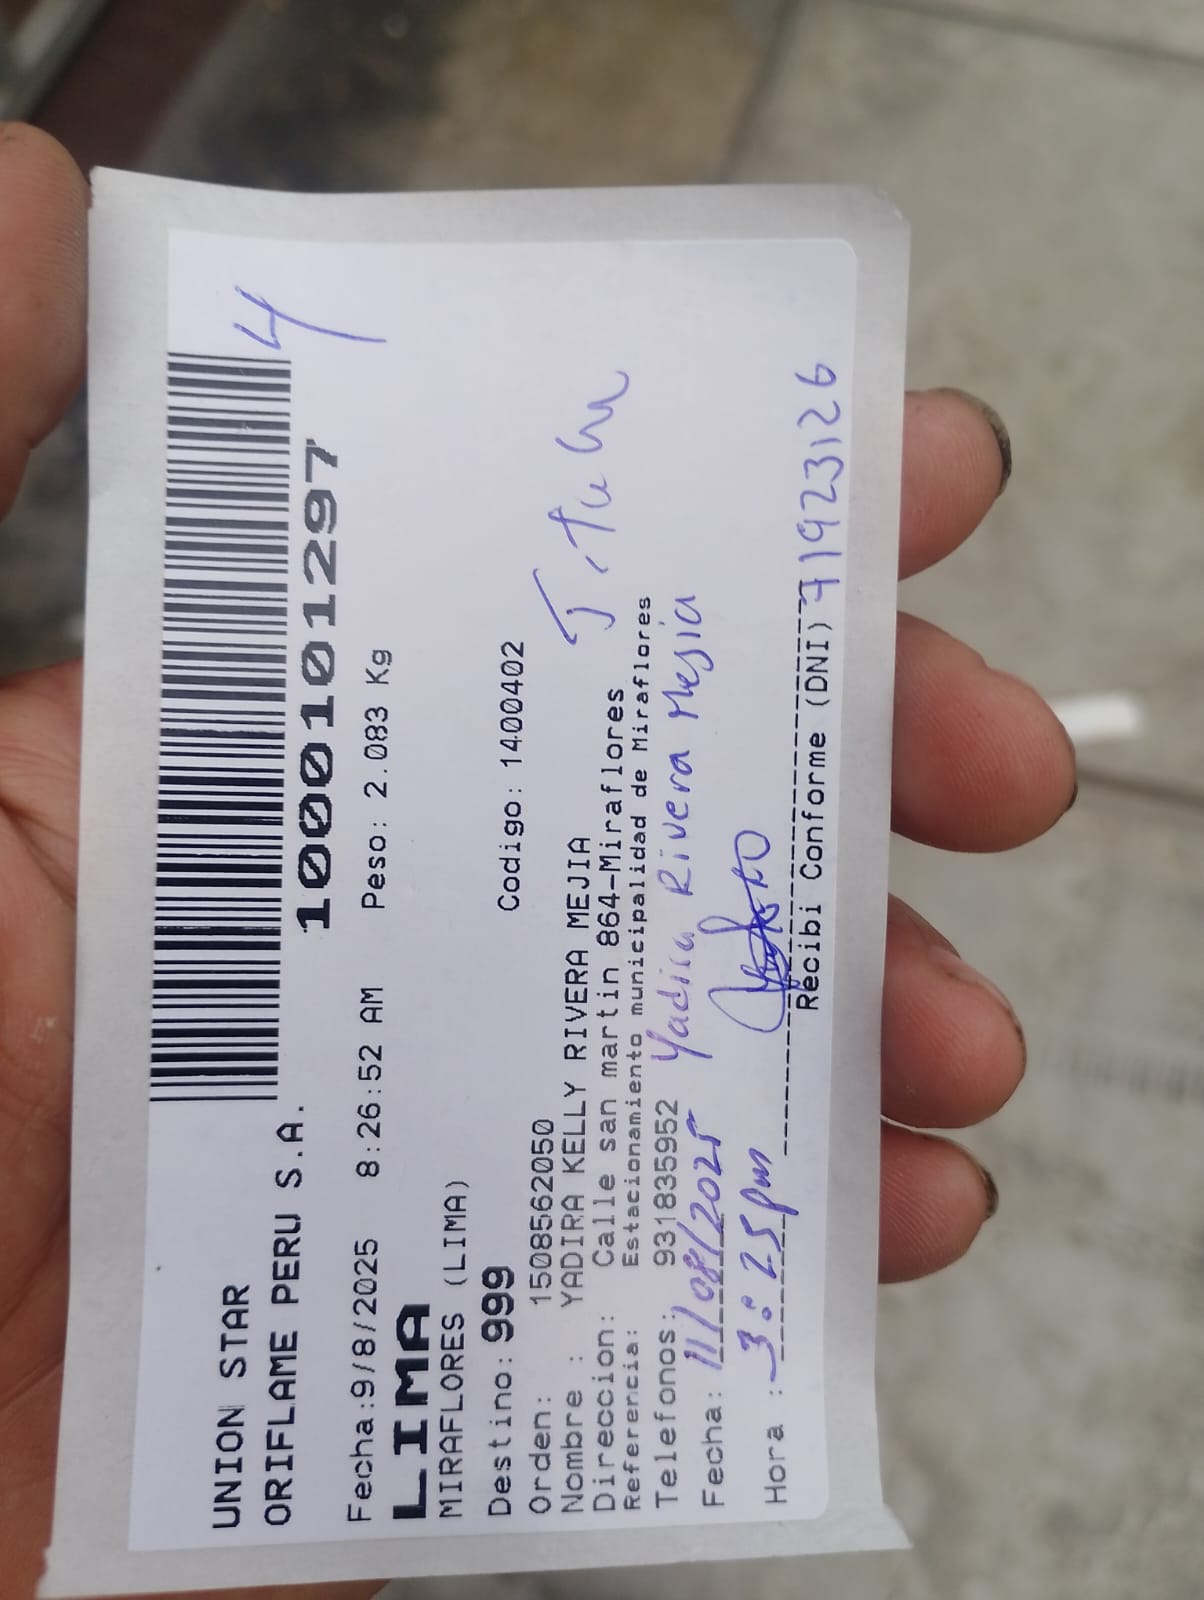 UNION STAR
ORIFLAME PERU S.A.
4
1000101297
Fecha:9/8/2025 8:26:52 AM Peso: 2.083 Kg
LIMA
MIRAFLORES (LIMA)
Destino: 999 Codigo: 1400402
Orden: 1508562050
Nombre : YADIRA KELLY RIVERA MEJIA
Direccion: Calle san martin 864-Miraflores
Referencia: Estacionamiento municipalidad de Miraflores
Telefonos: 931835952 Yadira Rivera Mejia
Fecha: 11/08/2025
Hora : 3:25pm
Recibi Conforme (DNI) 71923126